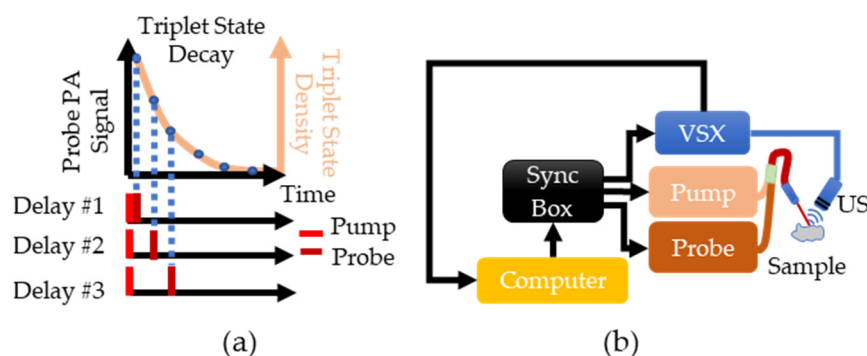 Triplet State
Decay
Probe PA
Signal
Triplet State
Density
Time
Delay #1
Delay #2
Delay #3
Pump
Probe
(a)
VSX
Sync
Box
Pump
US
Probe
Computer
Sample
(b)